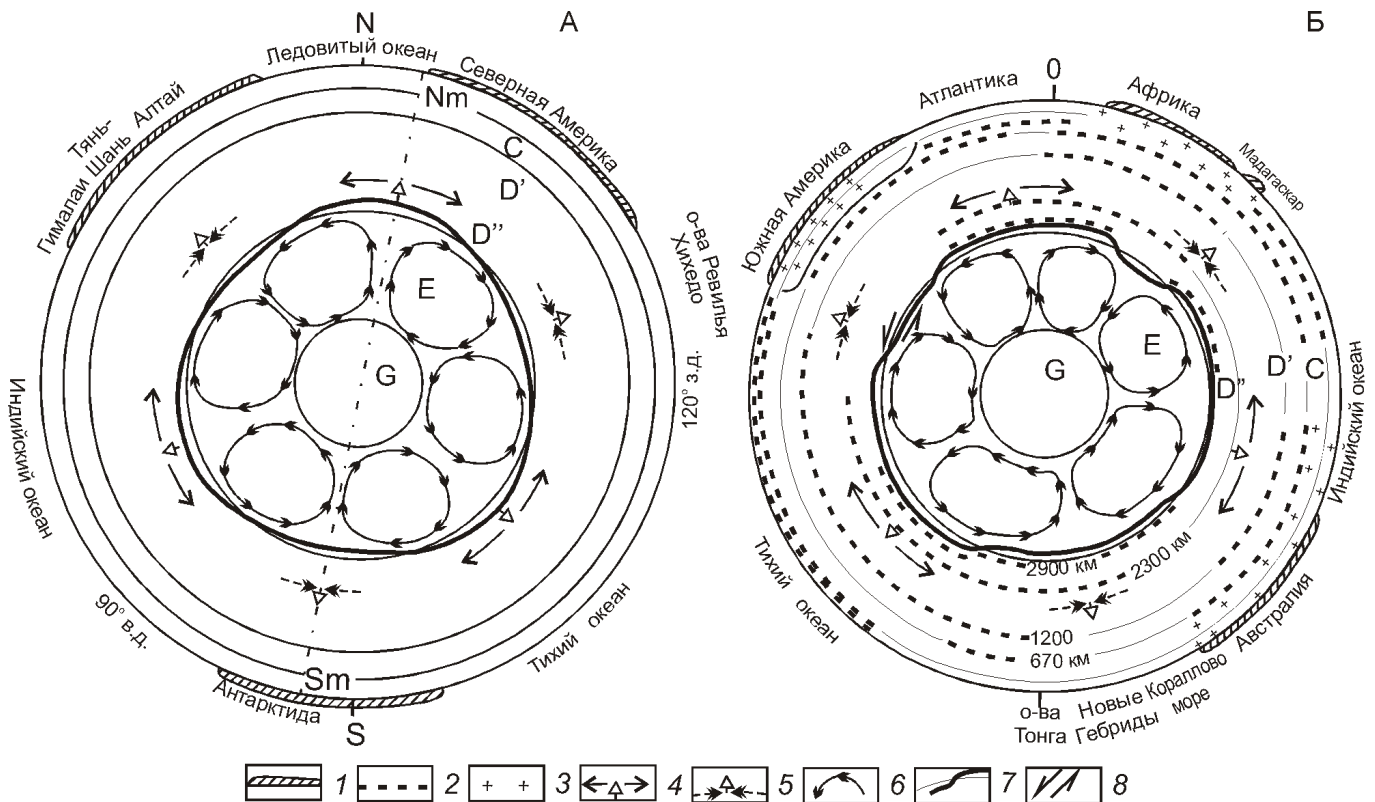 N
А
Б
Ледовитый океан
Северная Америка
Тянь-
Гималаи Шань Алтай
Nm
C
D'
D''
E
G
о-ва Ревилья
Хихедо
120° з.д.
Индийский океан
90° в.д.
Тихий океан
Sm
Антарктида
S
0
Атлантика
Африка
Мадагаскар
Южная Америка
E
G
D''
D'
C
Индийский океан
2900 км
2300 км
1200
670 км
Тихий океан
Австралия
о-ва
Тонга
Новые
Гебриды
Кораллово
море
1 2 3 4 5 6 7 8